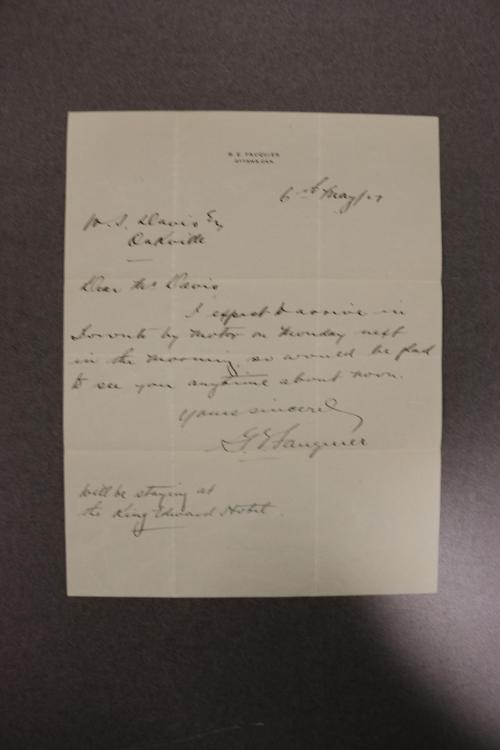 FAUQUIER
OTTAWA, ONT.
6th May/
W. S. Davis Esq
Oakville
Dear Mr Davis
I expect to arrive in
Toronto by motor on Monday next
in the morning so would be glad
to see you anytime about noon.
Yours sincerely
G. E. Fauquier
Will be staying at
the King Edward Hotel.